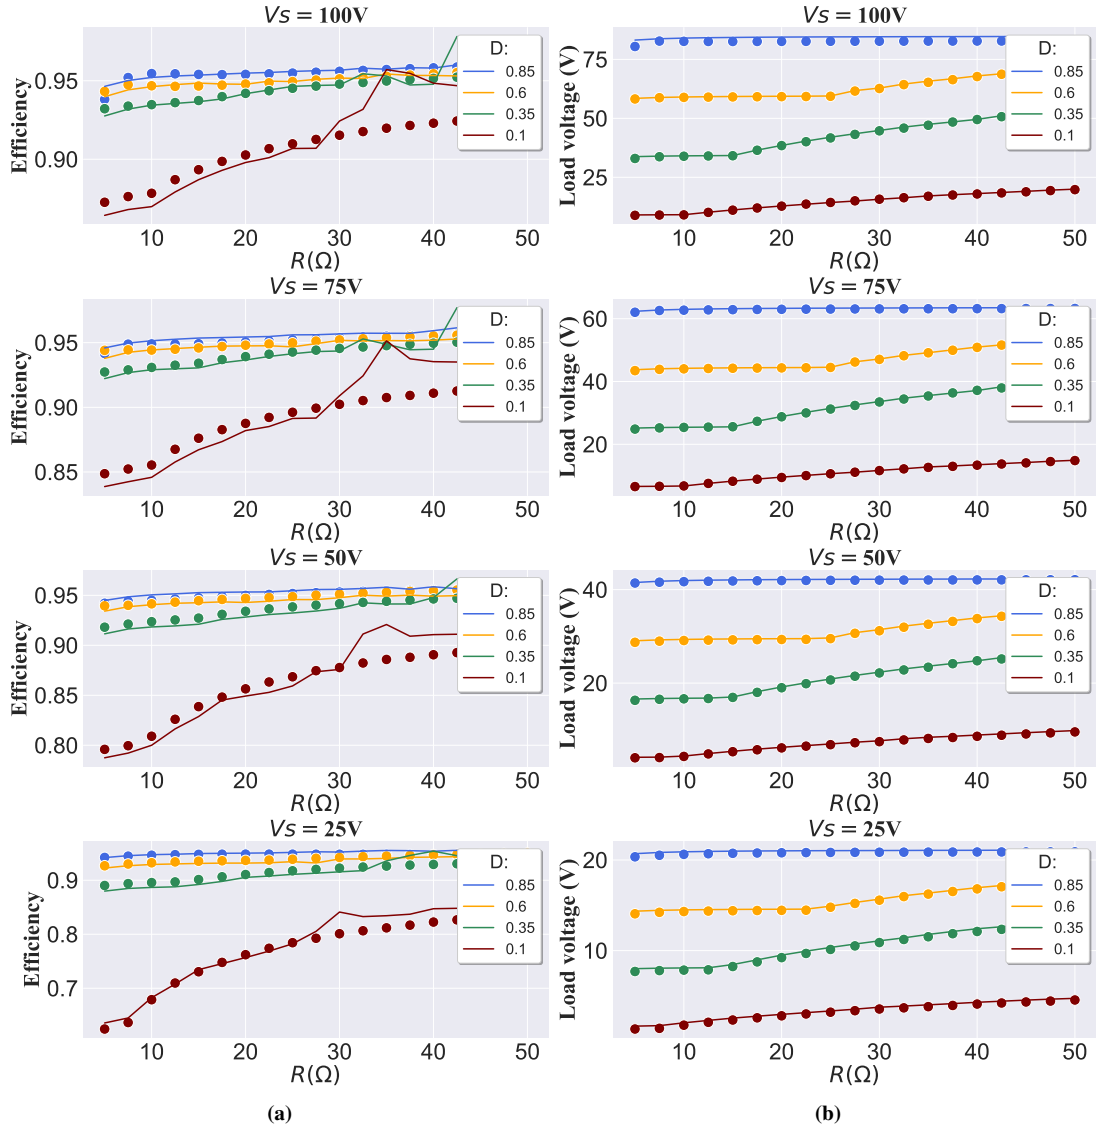 Vs = 100V
Efficiency
0.95
0.90
D:
0.85
0.6
0.35
0.1
10 20 30 40 50
R(Ω)
Vs = 100V
Load voltage (V)
75
50
25
D:
0.85
0.6
0.35
0.1
10 20 30 40 50
R(Ω)
Vs = 75V
Efficiency
0.95
0.90
0.85
D:
0.85
0.6
0.35
0.1
10 20 30 40 50
R(Ω)
Vs = 75V
Load voltage (V)
60
40
20
D:
0.85
0.6
0.35
0.1
10 20 30 40 50
R(Ω)
Vs = 50V
Efficiency
0.95
0.90
0.85
0.80
D:
0.85
0.6
0.35
0.1
10 20 30 40 50
R(Ω)
Vs = 50V
Load voltage (V)
40
20
D:
0.85
0.6
0.35
0.1
10 20 30 40 50
R(Ω)
Vs = 25V
Efficiency
0.9
0.8
0.7
D:
0.85
0.6
0.35
0.1
10 20 30 40 50
R(Ω)
Vs = 25V
Load voltage (V)
20
10
D:
0.85
0.6
0.35
0.1
10 20 30 40 50
R(Ω)
(a)
(b)